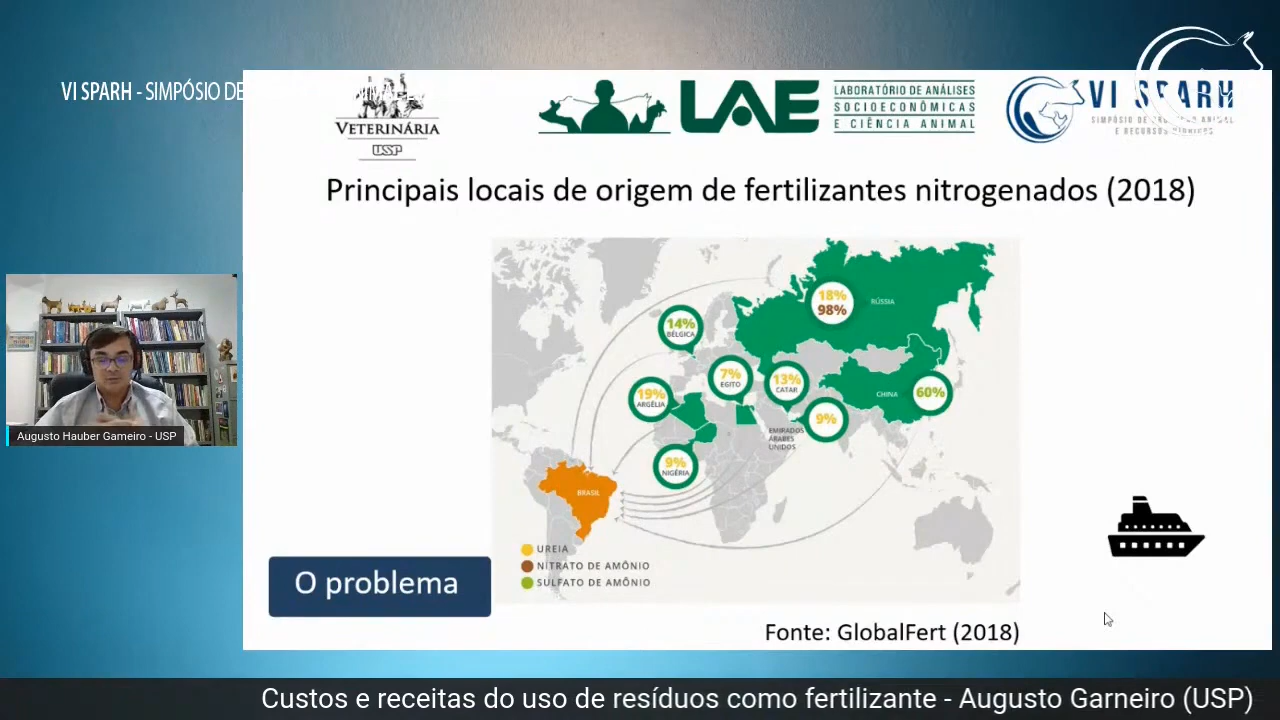 VI SPARH - SIMPÓSIO DE
VETERINÁRIA
USP
LAE
LABORATÓRIO DE ANÁLISES
SOCIOECONÔMICAS
E CIÊNCIA ANIMAL
VI SPARH
SIMPÓSIO DE PRODUÇÃO ANIMAL
E RECURSOS HÍDRICOS
Principais locais de origem de fertilizantes nitrogenados (2018)
18%
98%
RÚSSIA
14%
BÉLGICA
7%
EGITO
13%
CATAR
19%
ARGÉLIA
CHINA
60%
9%
EMIRADOS
ÁRABES
UNIDOS
9%
NIGÉRIA
BRASIL
UREIA
NITRATO DE AMÔNIO
SULFATO DE AMÔNIO
O problema
Fonte: GlobalFert (2018)
Augusto Hauber Gameiro - USP
Custos e receitas do uso de resíduos como fertilizante - Augusto Garneiro (USP)